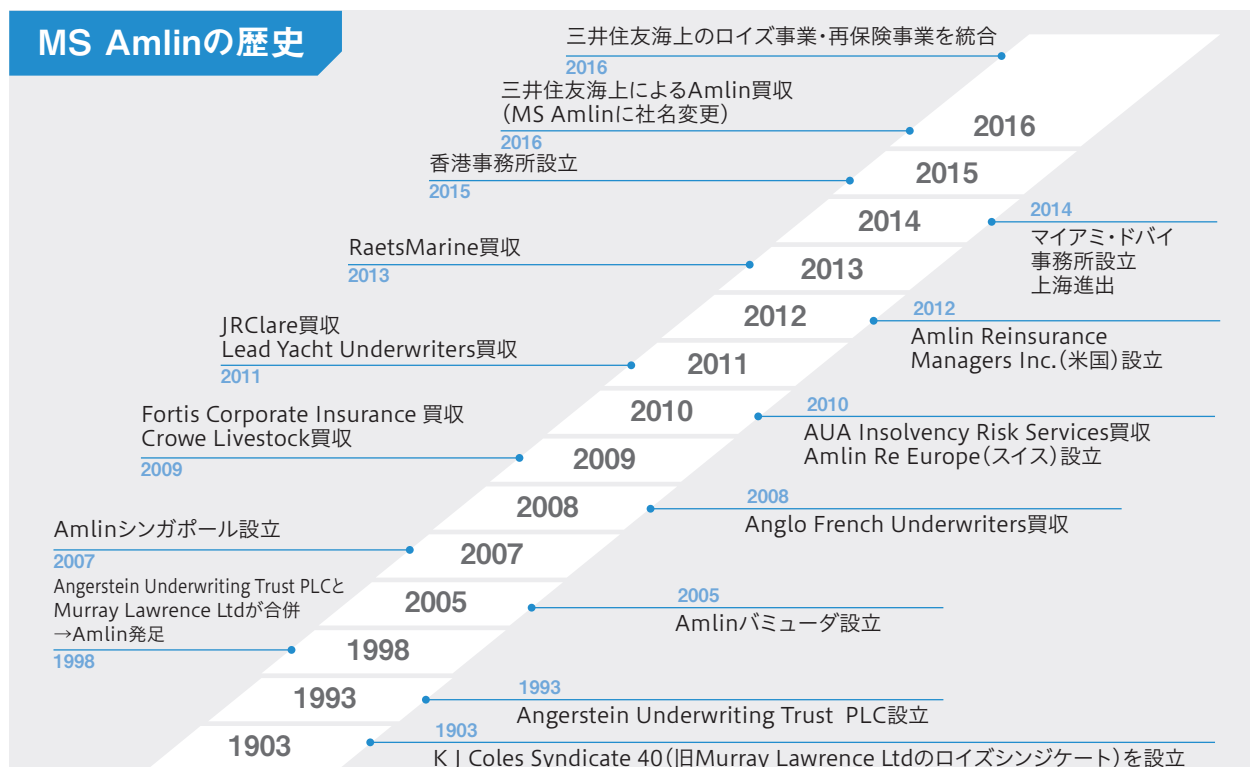 MS Amlinの歴史
三井住友海上のロイズ事業・再保険事業を統合
2016
三井住友海上によるAmlin買収
（MS Amlinに社名変更）
2016
香港事務所設立
2015
RaetsMarine買収
2013
JRClare買収
Lead Yacht Underwriters買収
2011
Fortis Corporate Insurance 買収
Crowe Livestock買収
2009
Amlinシンガポール設立
2007
Angerstein Underwriting Trust PLCと
Murray Lawrence Ltdが合併
→Amlin発足
1998
2016
2015
2014
2013
2012
2011
2010
2009
2008
2007
2005
1998
1993
1903
2014
マイアミ・ドバイ
事務所設立
上海進出
2012
Amlin Reinsurance
Managers Inc.（米国）設立
2010
AUA Insolvency Risk Services買収
Amlin Re Europe（スイス）設立
2008
Anglo French Underwriters買収
2005
Amlinバミューダ設立
1993
Angerstein Underwriting Trust PLC設立
1903
K J Coles Syndicate 40（旧Murray Lawrence Ltdのロイズシンジケート）を設立